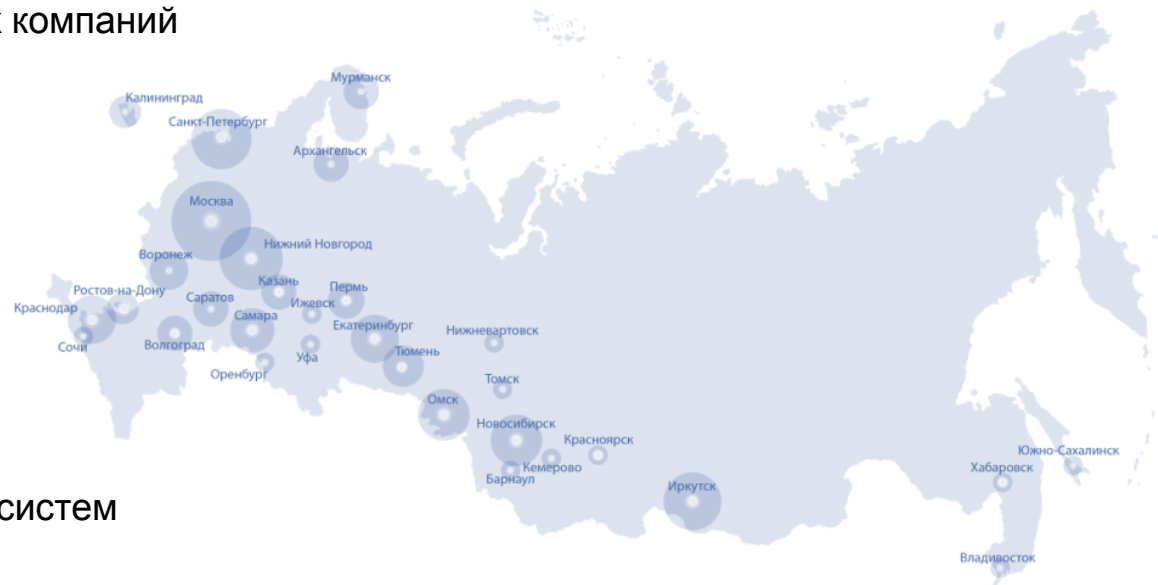 х компаний
Мурманск
Калининград
Санкт-Петербург
Архангельск
Москва
Нижний Новгород
Воронеж
Казань
Пермь
Ростов-на-Дону
Саратов
Ижевск
Краснодар
Самара
Екатеринбург
Нижневартовск
Сочи
Волгоград
Уфа
Тюмень
Оренбург
Томск
Омск
Новосибирск
Красноярск
Южно-Сахалинск
Кемерово
Хабаровск
Барнаул
Иркутск
систем
Владивосток